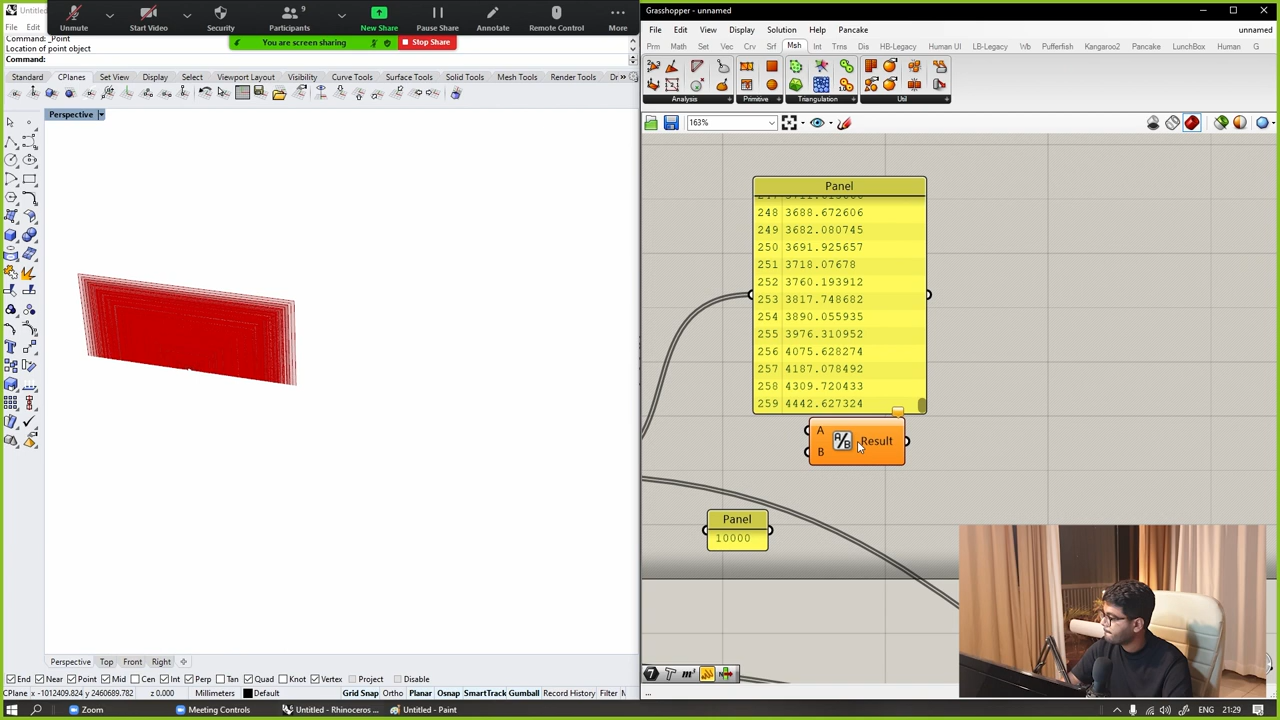 Untitled
File
Edit
Unmute
Start Video
Security
9
Participants
New Share
Pause Share
Annotate
Remote Control
More
You are screen sharing
Stop Share
Command: _Point
Location of point object
Command:
Standard
CPlanes
Set View
Display
Select
Viewport Layout
Visibility
Curve Tools
Surface Tools
Solid Tools
Mesh Tools
Render Tools
Dr
Perspective
Perspective
Top
Front
Right
End
Near
Point
Mid
Cen
Int
Perp
Tan
Quad
Knot
Vertex
Project
Disable
CPlane
x -1012409.824
y 2460689.782
z 0.000
Millimeters
Default
Grid Snap
Ortho
Planar
Osnap
SmartTrack
Gumball
Record History
Filter
Grasshopper - unnamed
File
Edit
View
Display
Solution
Help
Pancake
unnamed
Prm
Math
Set
Vec
Crv
Srf
Msh
Int
Trns
Dis
HB-Legacy
Human UI
LB-Legacy
Wb
Pufferfish
Kangaroo2
Pancake
LunchBox
Human
G
Analysis
Primitive
Triangulation
Util
163%
Panel
248 3688.672606
249 3682.080745
250 3691.925657
251 3718.07678
252 3760.193912
253 3817.748682
254 3890.055935
255 3976.310952
256 4075.628274
257 4187.078492
258 4309.720433
259 4442.627324
A
B
A/B
Result
Panel
10000
...
Zoom
Meeting Controls
Untitled - Rhinoceros ...
Untitled - Paint
ENG
21:29